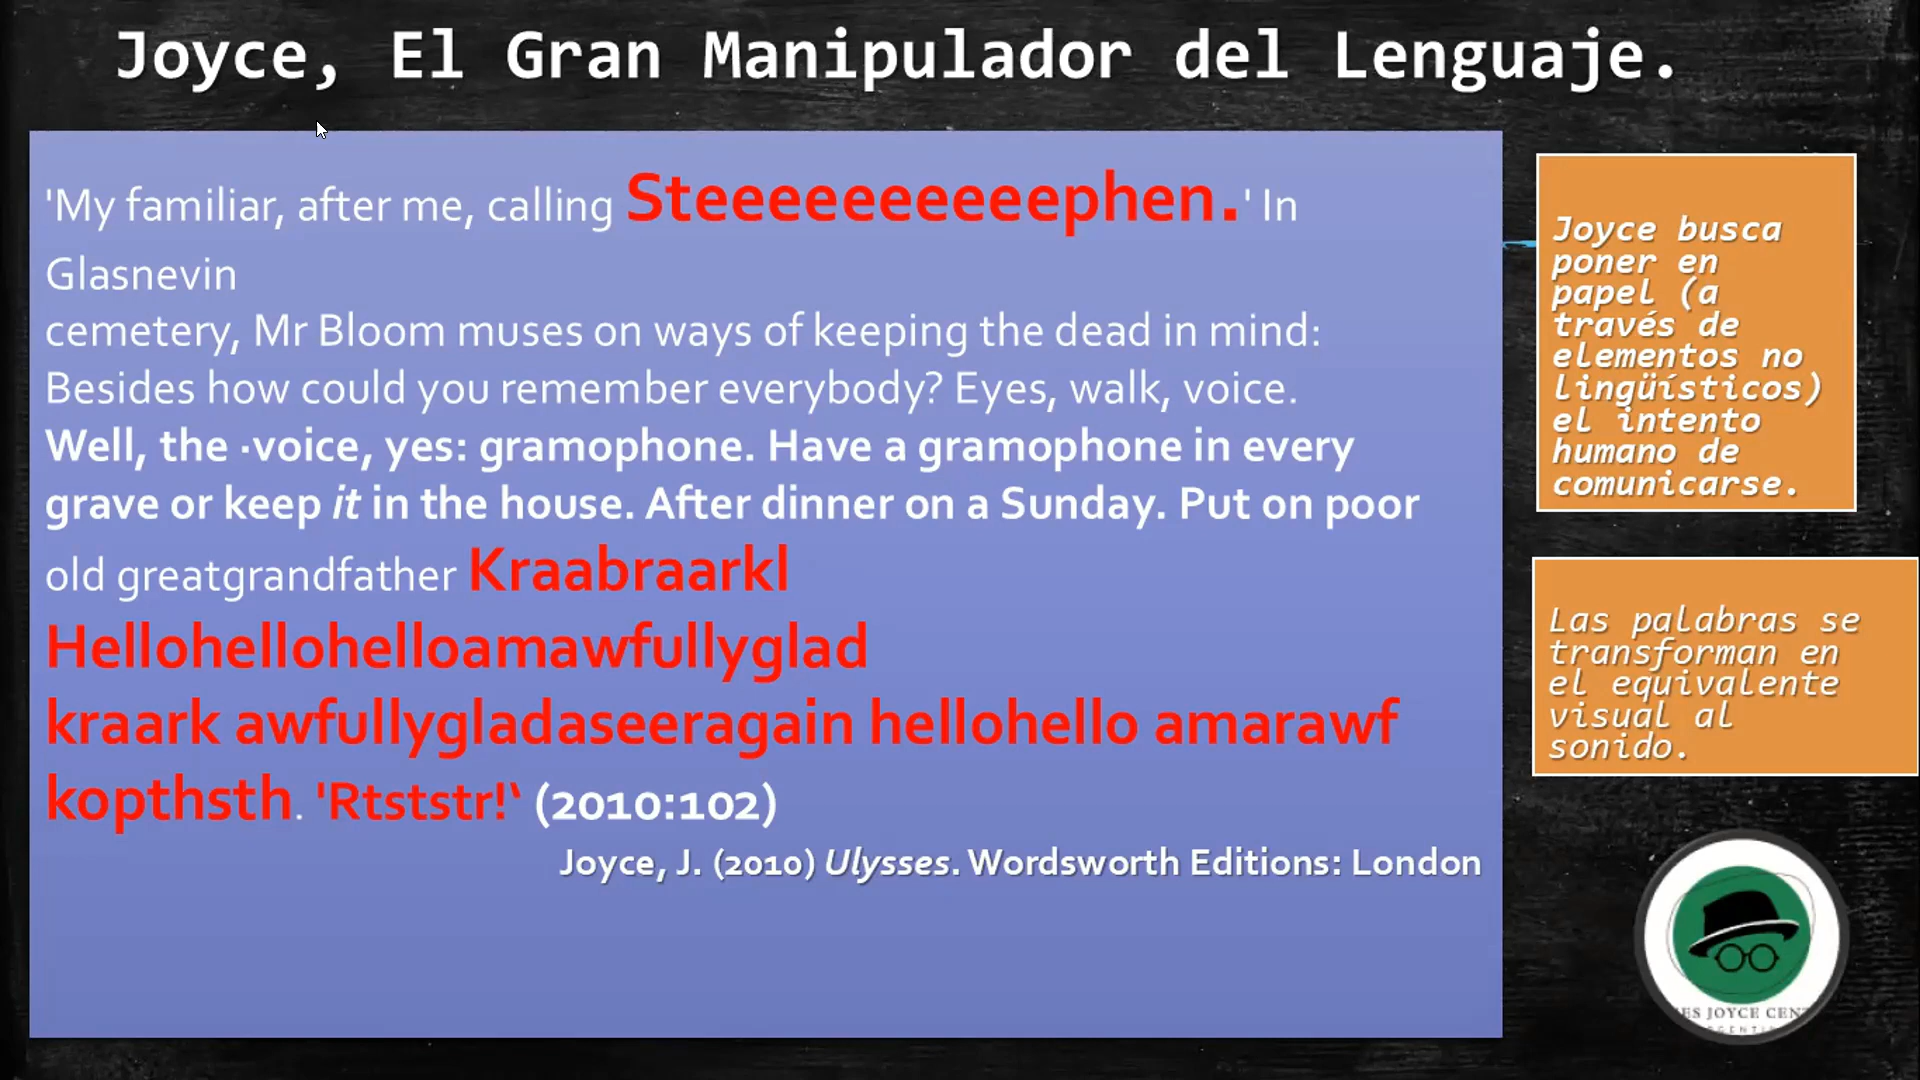 Joyce, El Gran Manipulador del Lenguaje.
'My familiar, after me, calling Steeeeeeeeeeephen.' In
Glasnevin
cemetery, Mr Bloom muses on ways of keeping the dead in mind:
Besides how could you remember everybody? Eyes, walk, voice.
Well, the ·voice, yes: gramophone. Have a gramophone in every
grave or keep it in the house. After dinner on a Sunday. Put on poor
old greatgrandfather Kraabraarkl
Hellohellohelloamawfullyglad
kraark awfullygladaseeragain hellohello amarawf
kopthsth. 'Rtststr!‘ (2010:102)
Joyce, J. (2010) Ulysses. Wordsworth Editions: London
Joyce busca
poner en
papel (a
través de
elementos no
lingüísticos)
el intento
humano de
comunicarse.
Las palabras se
transforman en
el equivalente
visual al
sonido.
ES JOYCE CENT